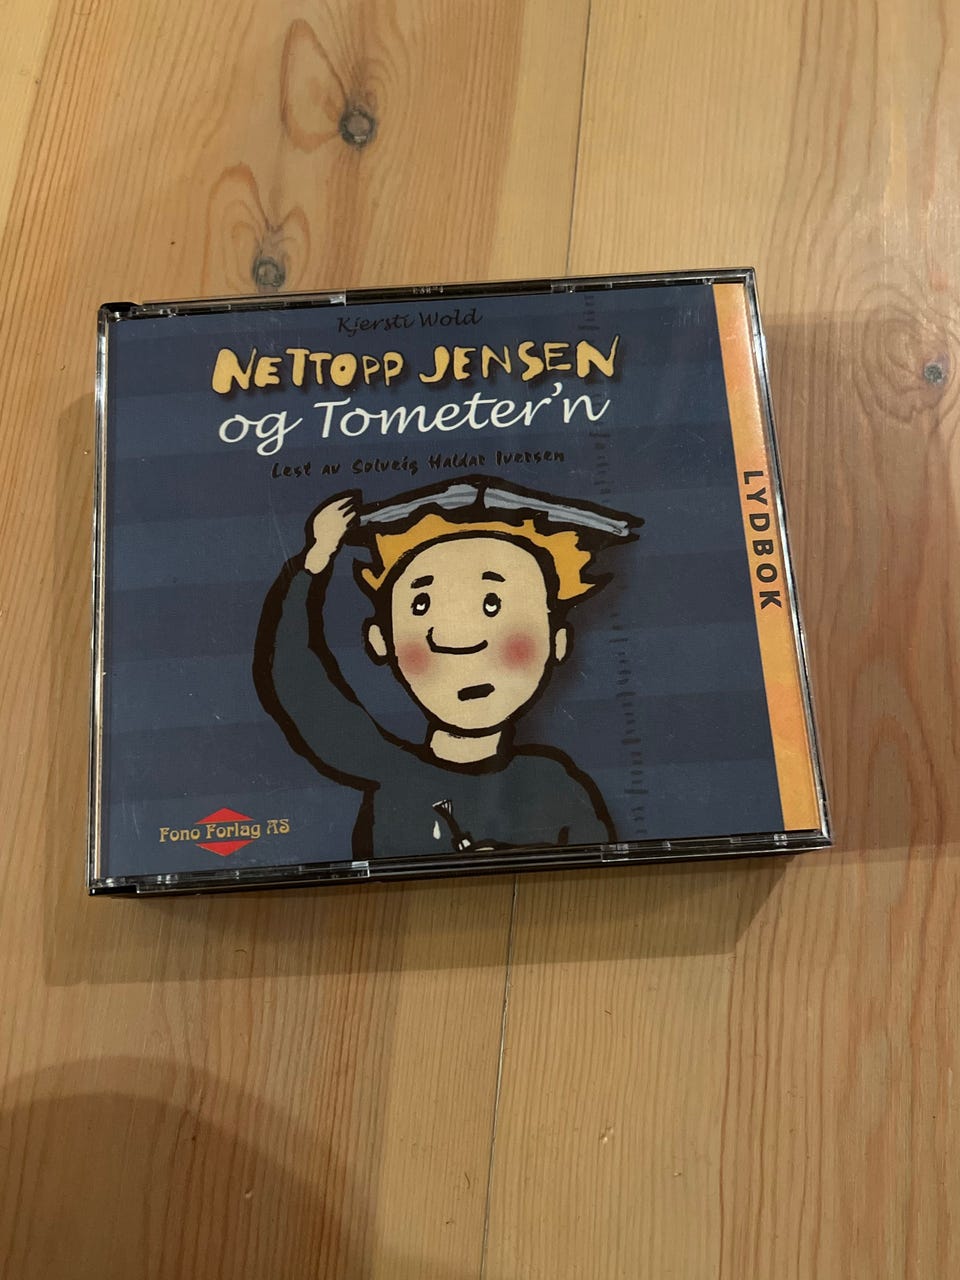 Kjersti Wold
NETTOPP JENSEN
og Tometer'n
Lest av Solveig Haldar Iversen
LYDBOK
Fono Forlag AS